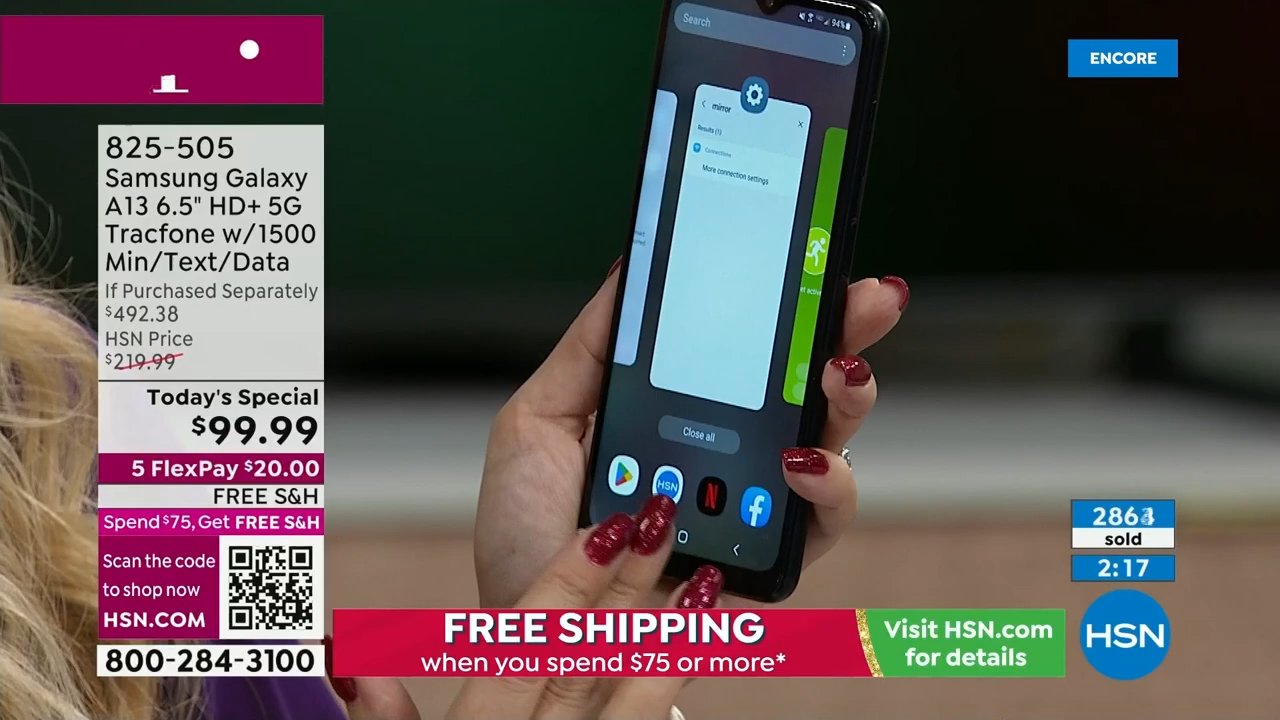 825-505
Samsung Galaxy
A13 6.5" HD+ 5G
Tracfone w/1500
Min/Text/Data
If Purchased Separately
$492.38
HSN Price
$219.99
Today's Special
$99.99
5 FlexPay $20.00
FREE S&H
Spend $75, Get FREE S&H
Scan the code
to shop now
HSN.COM
800-284-3100
Search
94%
mirror
Results (1)
Connections
More connection settings
Close all
HSN
N
f
ENCORE
sold
2:17
HSN
FREE SHIPPING
when you spend $75 or more*
Visit HSN.com
for details